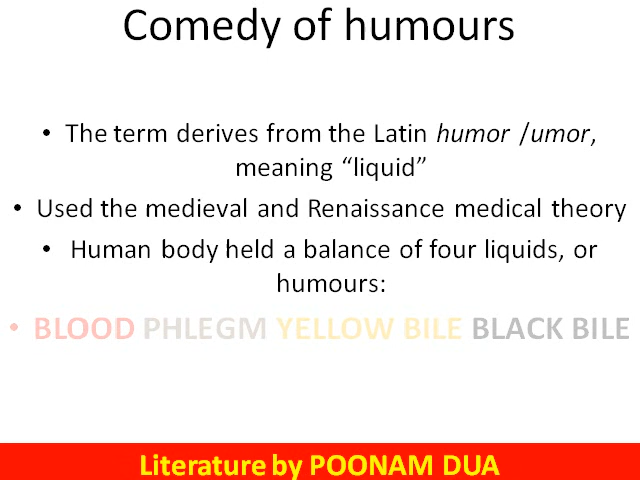 Comedy of humours
• The term derives from the Latin humor /umor,
meaning “liquid”
• Used the medieval and Renaissance medical theory
• Human body held a balance of four liquids, or
humours:
• BLOOD PHLEGM YELLOW BILE BLACK BILE
Literature by POONAM DUA